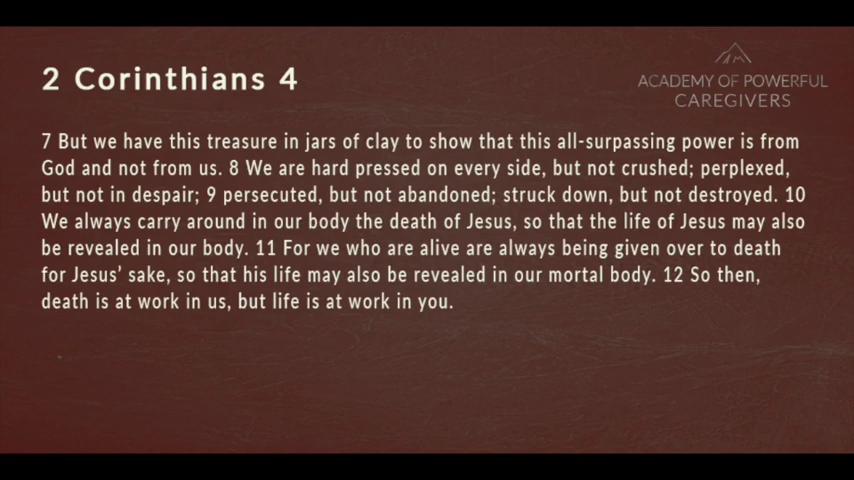 2 Corinthians 4
ACADEMY OF POWERFUL
CAREGIVERS
7 But we have this treasure in jars of clay to show that this all-surpassing power is from
God and not from us. 8 We are hard pressed on every side, but not crushed; perplexed,
but not in despair; 9 persecuted, but not abandoned; struck down, but not destroyed. 10
We always carry around in our body the death of Jesus, so that the life of Jesus may also
be revealed in our body. 11 For we who are alive are always being given over to death
for Jesus’ sake, so that his life may also be revealed in our mortal body. 12 So then,
death is at work in us, but life is at work in you.